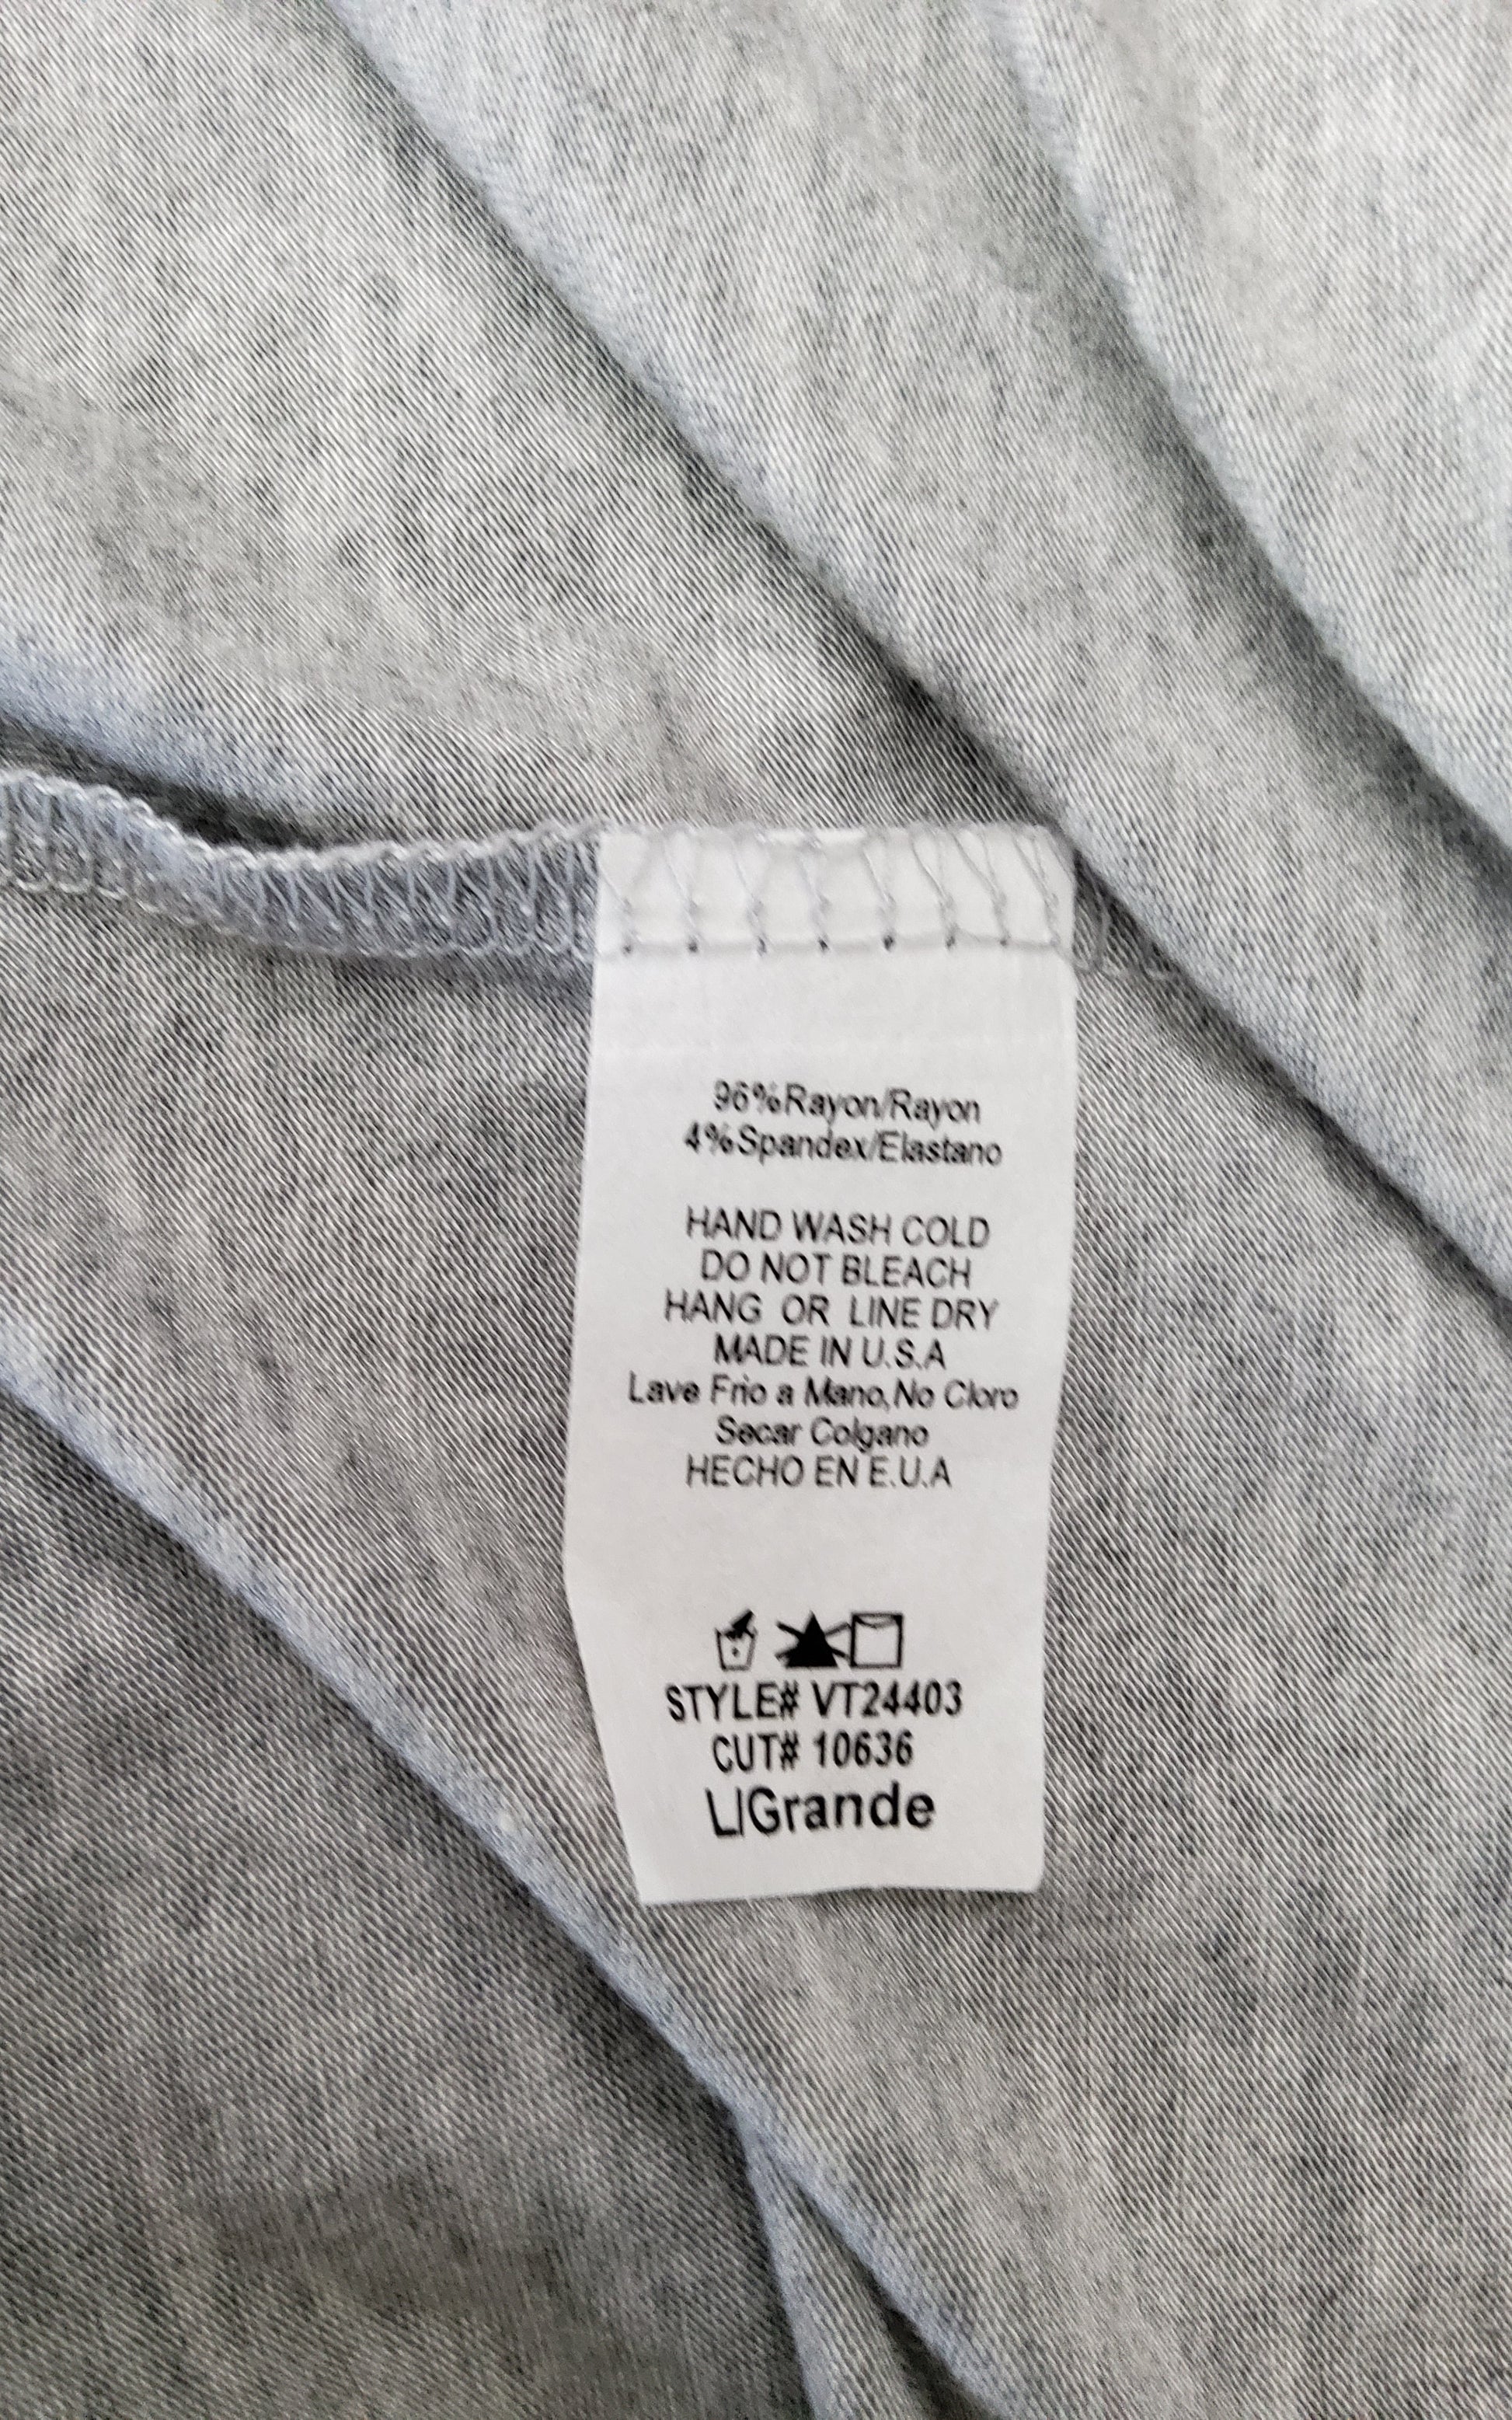 96%Rayon/Rayon
4%Spandex/Elastano
HAND WASH COLD
DO NOT BLEACH
HANG OR LINE DRY
MADE IN U.S.A
Lave Frio a Mano,No Cloro
Secar Colgano
HECHO EN E.U.A
STYLE# VT24403
CUT# 10636
L/Grande